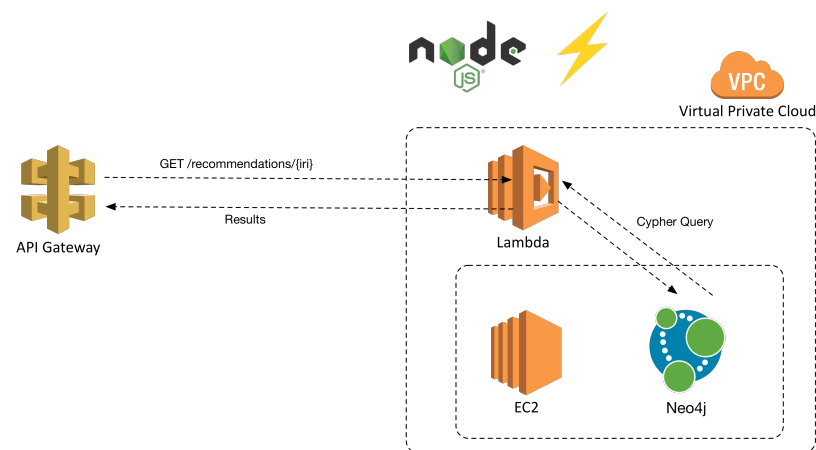 node
JS
VPC
Virtual Private Cloud
GET /recommendations/{iri}
Results
API Gateway
Lambda
Cypher Query
EC2
Neo4j